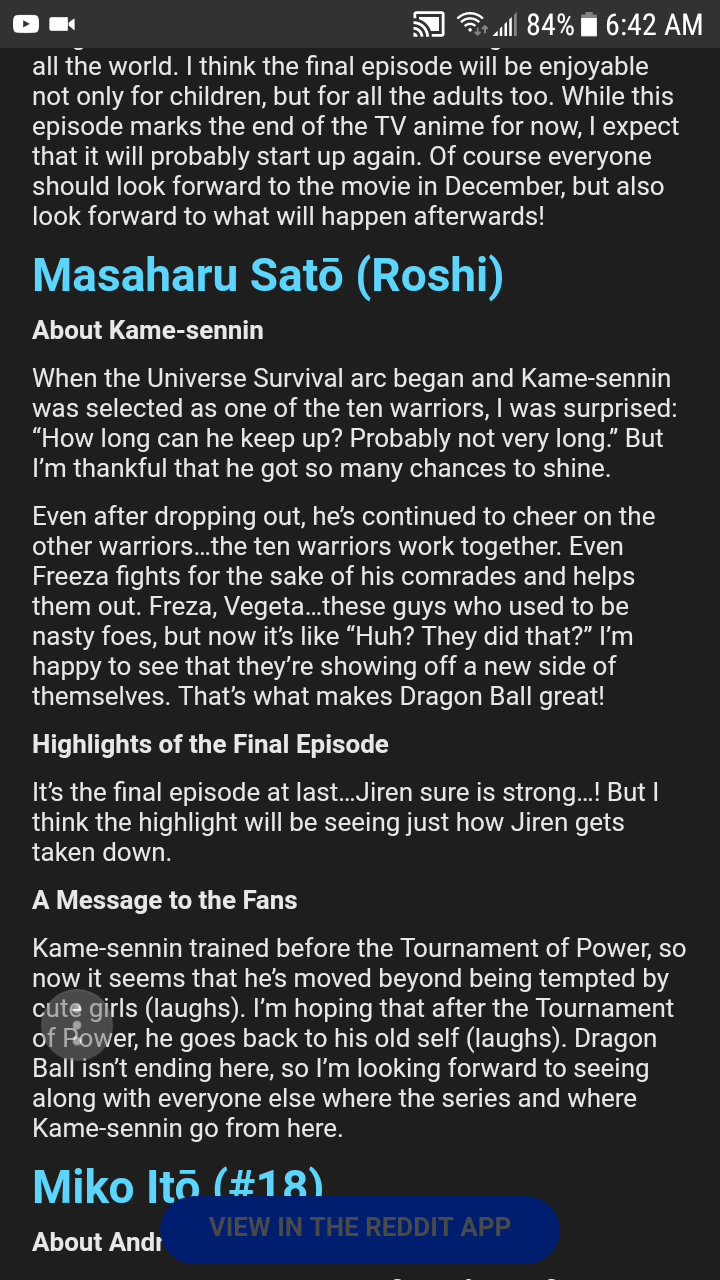 84% 6:42 AM
all the world. I think the final episode will be enjoyable
not only for children, but for all the adults too. While this
episode marks the end of the TV anime for now, I expect
that it will probably start up again. Of course everyone
should look forward to the movie in December, but also
look forward to what will happen afterwards!
Masaharu Satō (Roshi)
About Kame-sennin
When the Universe Survival arc began and Kame-sennin
was selected as one of the ten warriors, I was surprised:
“How long can he keep up? Probably not very long.” But
I’m thankful that he got so many chances to shine.
Even after dropping out, he’s continued to cheer on the
other warriors…the ten warriors work together. Even
Freeza fights for the sake of his comrades and helps
them out. Freza, Vegeta…these guys who used to be
nasty foes, but now it’s like “Huh? They did that?” I’m
happy to see that they’re showing off a new side of
themselves. That’s what makes Dragon Ball great!
Highlights of the Final Episode
It’s the final episode at last…Jiren sure is strong…! But I
think the highlight will be seeing just how Jiren gets
taken down.
A Message to the Fans
Kame-sennin trained before the Tournament of Power, so
now it seems that he’s moved beyond being tempted by
cute girls (laughs). I’m hoping that after the Tournament
of Power, he goes back to his old self (laughs). Dragon
Ball isn’t ending here, so I’m looking forward to seeing
along with everyone else where the series and where
Kame-sennin go from here.
Miko Itō (#18)
About Andr
VIEW IN THE REDDIT APP